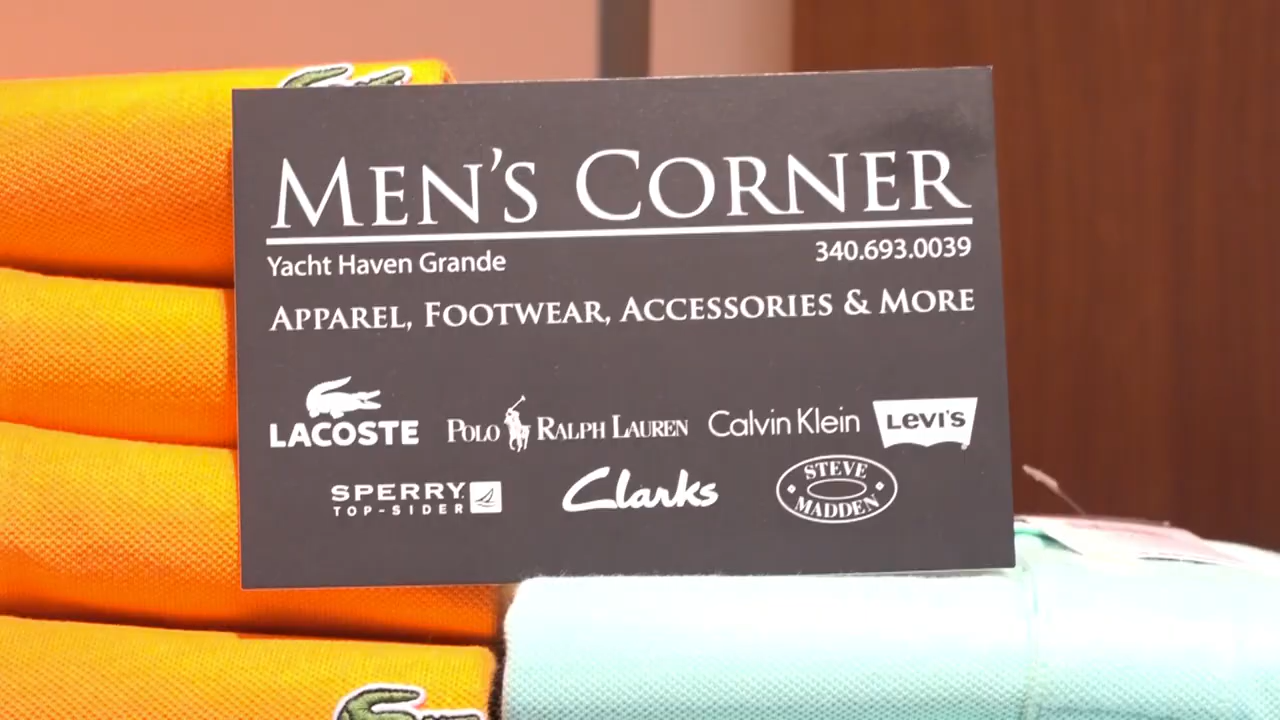 MEN'S CORNER
Yacht Haven Grande 340.693.0039
APPAREL, FOOTWEAR, ACCESSORIES & MORE
LACOSTE POLO RALPH LAUREN Calvin Klein LEVI'S
SPERRY Clarks STEVE
TOP-SIDER MADDEN